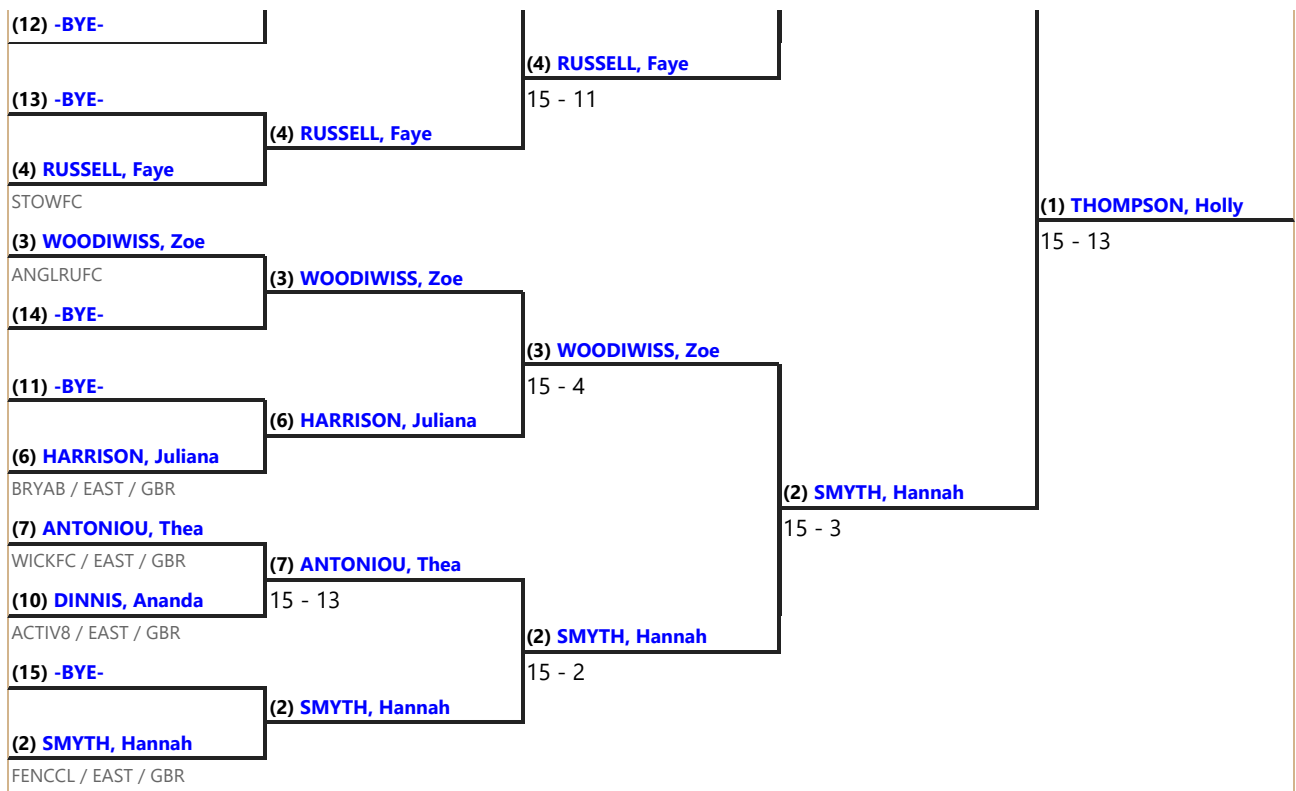 (12) -BYE-
(13) -BYE-
(4) RUSSELL, Faye
STOWFC
(3) WOODIWISS, Zoe
ANGLRUFC
(14) -BYE-
(11) -BYE-
(6) HARRISON, Juliana
BRYAB / EAST / GBR
(7) ANTONIOU, Thea
WICKFC / EAST / GBR
(10) DINNIS, Ananda
ACTIV8 / EAST / GBR
(15) -BYE-
(2) SMYTH, Hannah
FENCCL / EAST / GBR
(4) RUSSELL, Faye
(3) WOODIWISS, Zoe
(6) HARRISON, Juliana
(7) ANTONIOU, Thea
15 - 13
(2) SMYTH, Hannah
(4) RUSSELL, Faye
15 - 11
(3) WOODIWISS, Zoe
15 - 4
(2) SMYTH, Hannah
15 - 2
(2) SMYTH, Hannah
15 - 3
(1) THOMPSON, Holly
15 - 13